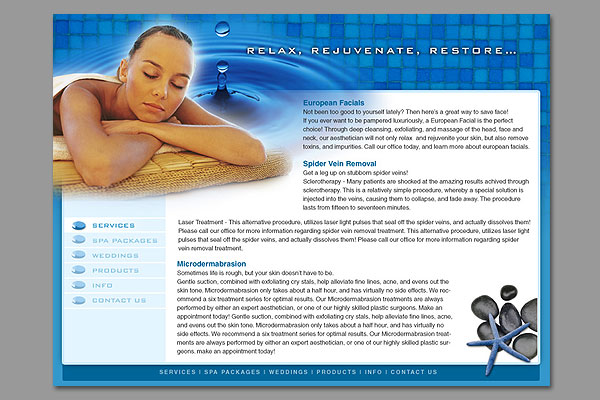 RELAX, REJUVENATE, RESTORE...
European Facials
Not been too good to yourself lately? Then here's a great way to save face!
If you ever want to be pampered luxuriously, a European Facial is the perfect
choice! Through deep cleansing, exfoliating, and massage of the head, face and
neck, our aesthetician will not only relax and rejuvenite your skin, but also remove
toxins, and impurities. Call our office today, and learn more about european facials.
Spider Vein Removal
Get a leg up on stubborn spider veins!
Sclerotherapy - Many patients are shocked at the amazing results achieved through
sclerotherapy. This is a relatively simple procedure, whereby a special solution is
injected into the veins, causing them to collapse, and fade away. The procedure
lasts from fifteen to seventeen minutes.
Laser Treatment - This alternative procedure, utilizes laser light pulses that seal off the spider veins, and actually dissolves them!
Please call our office for more information regarding spider vein removal treatment. This alternative procedure, utilizes laser light
pulses that seal off the spider veins, and actually dissolves them! Please call our office for more information regarding spider
vein removal treatment.
Microdermabrasion
Sometimes life is rough, but your skin doesn't have to be.
Gentle suction, combined with exfoliating cry stals, help alleviate fine lines, acne, and evens out the
skin tone. Microdermabrasion only takes about a half hour, and has virtually no side effects. We rec-
ommend a six treatment series for optimal results. Our Microdermabrasion treatments are always
performed by either an expert aesthetician, or one of our highly skilled plastic surgeons. Make an
appointment today! Gentle suction, combined with exfoliating cry stals, help alleviate fine lines, acne,
and evens out the skin tone. Microdermabrasion only takes about a half hour, and has virtually no
side effects. We recommend a six treatment series for optimal results. Our Microdermabrasion treat-
ments are always performed by either an expert aesthetician, or one of our highly skilled plastic sur-
geons. make an appointment today!
SERVICES
SPA PACKAGES
WEDDINGS
PRODUCTS
INFO
CONTACT US
SERVICES | SPA PACKAGES | WEDDINGS | PRODUCTS | INFO | CONTACT US